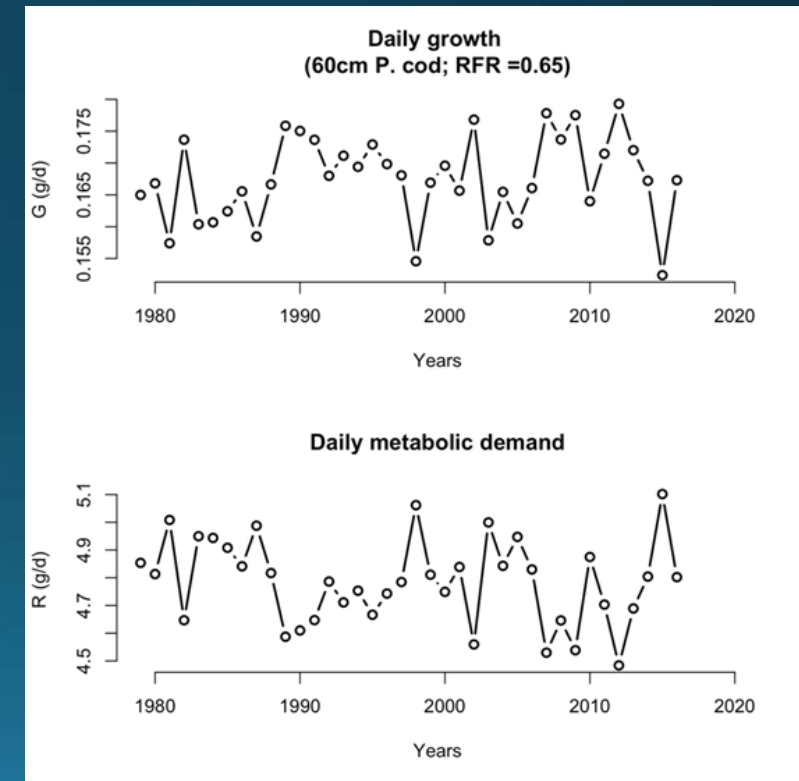 Daily growth
(60cm P. cod; RFR =0.65)
G (g/d)
0.175
0.165
0.155
1980 1990 2000 2010 2020
Years
Daily metabolic demand
R (g/d)
5.1
4.9
4.7
4.5
1980 1990 2000 2010 2020
Years